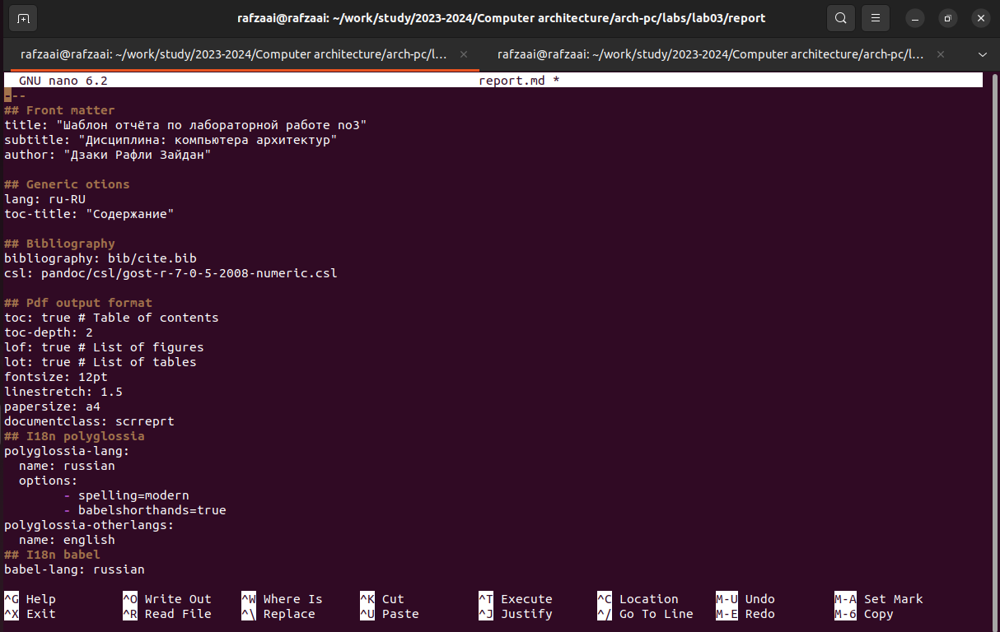 rafzaai@rafzaai: ~/work/study/2023-2024/Computer architecture/arch-pc/labs/lab03/report
rafzaai@rafzaai: ~/work/study/2023-2024/Computer architecture/arch-pc/l...
rafzaai@rafzaai: ~/work/study/2023-2024/Computer architecture/arch-pc/l...
GNU nano 6.2 report.md *
---
## Front matter
title: "Шаблон отчёта по лабораторной работе no3"
subtitle: "Дисциплина: компьютера архитектур"
author: "Дзаки Рафли Зайдан"
## Generic otions
lang: ru-RU
toc-title: "Содержание"
## Bibliography
bibliography: bib/cite.bib
csl: pandoc/csl/gost-r-7-0-5-2008-numeric.csl
## Pdf output format
toc: true # Table of contents
toc-depth: 2
lof: true # List of figures
lot: true # List of tables
fontsize: 12pt
linestretch: 1.5
papersize: a4
documentclass: scrreprt
## I18n polyglossia
polyglossia-lang:
  name: russian
  options:
        - spelling=modern
        - babelshorthands=true
polyglossia-otherlangs:
  name: english
## I18n babel
babel-lang: russian
^G Help ^O Write Out ^W Where Is ^K Cut ^T Execute ^C Location M-U Undo M-A Set Mark
^X Exit ^R Read File ^\ Replace ^U Paste ^J Justify ^/ Go To Line M-E Redo M-6 Copy